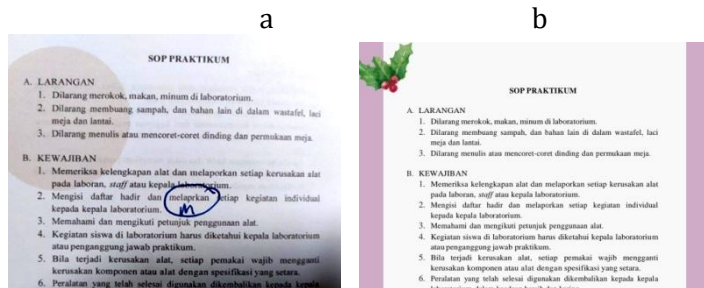 a
b
SOP PRAKTIKUM
A. LARANGAN
1. Dilarang merokok, makan, minum di laboratorium.
2. Dilarang membuang sampah, dan bahan lain di dalam wastafel, laci
meja dan lantai.
3. Dilarang menulis atau mencoret-coret dinding dan permukaan meja.
B. KEWAJIBAN
1. Memeriksa kelengkapan alat dan melaporkan setiap kerusakan alat
pada laboran, staff atau kepala laboratorium.
2. Mengisi daftar hadir dan melaprkan setiap kegiatan individual
kepada kepala laboratorium.
3. Memahami dan mengikuti petunjuk penggunaan alat.
4. Kegiatan siswa di laboratorium harus diketahui kepala laboratorium
atau penganggung jawab praktikum.
5. Bila terjadi kerusakan alat, setiap pemakai wajib mengganti
kerusakan komponen atau alat dengan spesifikasi yang setara.
6. Peralatan yang telah selesai digunakan dikembalikan kepada kepala
SOP PRAKTIKUM
A. LARANGAN
1. Dilarang merokok, makan, minum di laboratorium.
2. Dilarang membuang sampah, dan bahan lain di dalam wastafel, laci
meja dan lantai.
3. Dilarang menulis atau mencoret-coret dinding dan permukaan meja.
B. KEWAJIBAN
1. Memeriksa kelengkapan alat dan melaporkan setiap kerusakan alat
pada laboran, staff atau kepala laboratorium.
2. Mengisi daftar hadir dan melaporkan setiap kegiatan individual
kepada kepala laboratorium.
3. Memahami dan mengikuti petunjuk penggunaan alat.
4. Kegiatan siswa di laboratorium harus diketahui kepala laboratorium
atau penganggung jawab praktikum.
5. Bila terjadi kerusakan alat, setiap pemakai wajib mengganti
kerusakan komponen atau alat dengan spesifikasi yang setara.
6. Peralatan yang telah selesai digunakan dikembalikan kepada kepala